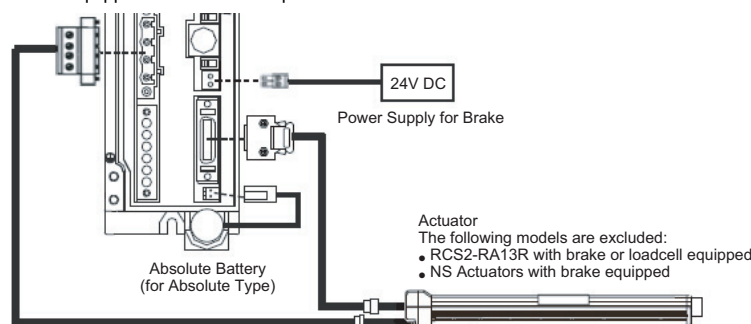 24V DC
Power Supply for Brake
Actuator
The following models are excluded:
• RCS2-RA13R with brake or loadcell equipped
• NS Actuators with brake equipped
Absolute Battery
(for Absolute Type)